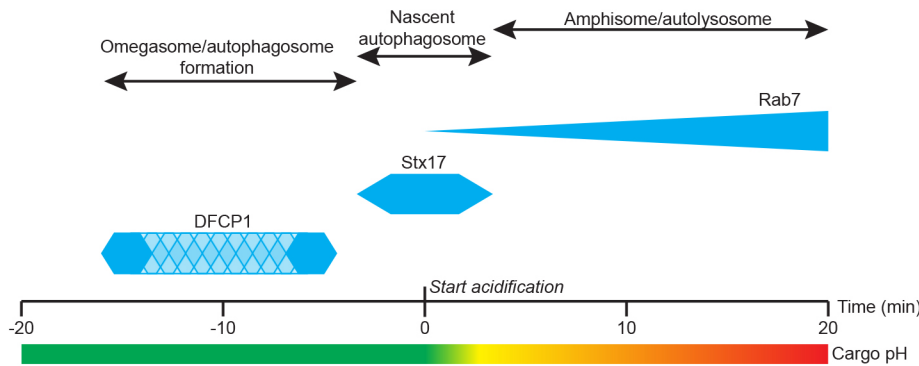 Nascent
autophagosome
Amphisome/autolysosome
Omegasome/autophagosome
formation
Rab7
Stx17
DFCP1
Start acidification
Time (min)
-20
-10
0
10
20
Cargo pH